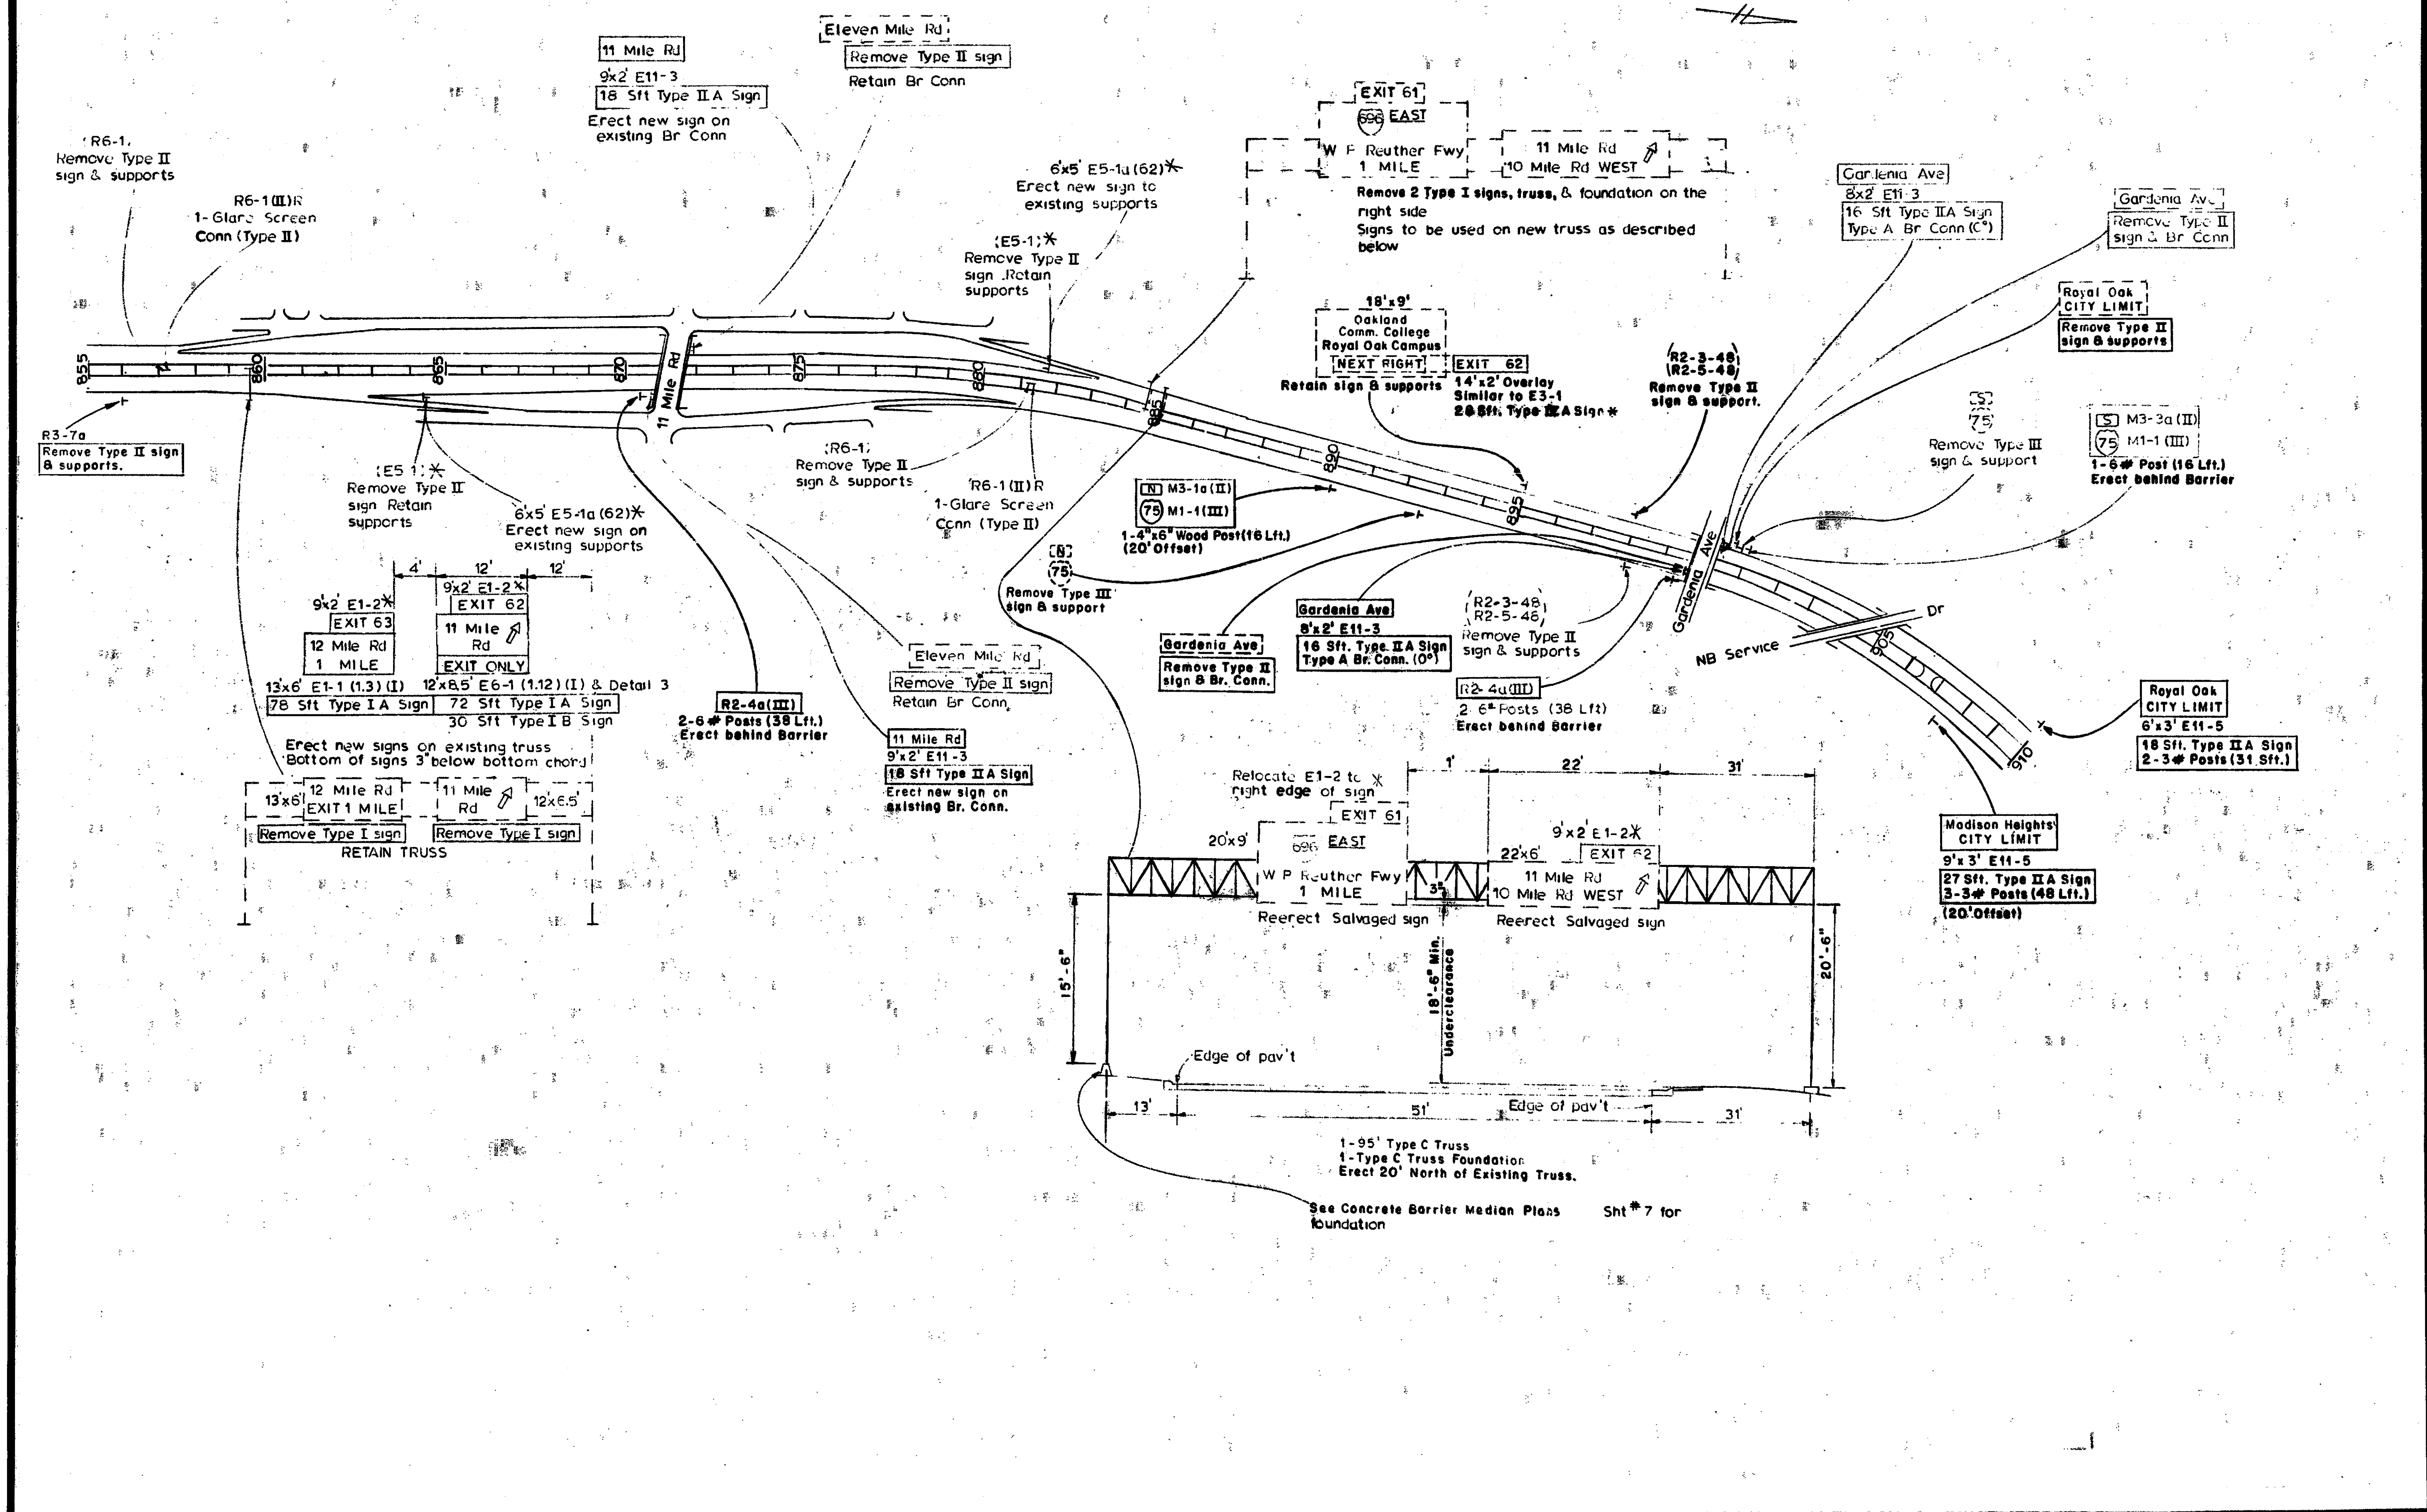 Eleven Mile Rd
Remove Type II sign
Retain Br Conn
11 Mile Rd
9'x2' E11-3
18 Sft Type II A Sign
Erect new sign on
existing Br Conn
R6-1
Remove Type II
sign & supports
R6-1(II)R
1-Glare Screen
Conn (Type II)
6'x5' E5-1a (62)*
Erect new sign to
existing supports
(E5-1)*
Remove Type II
sign Retain
supports
EXIT 61
696 EAST
W P Reuther Fwy
1 MILE
11 Mile Rd
10 Mile Rd WEST
Remove 2 Type I signs, truss, & foundation on the
right side
Signs to be used on new truss as described
below
Gardenia Ave
8'x2' E11-3
16 Sft Type II A Sign
Type A Br Conn (0°)
Gardenia Ave
Remove Type II
sign & Br Conn
Royal Oak
CITY LIMIT
Remove Type II
sign & supports
18'x9'
Oakland
Comm. College
Royal Oak Campus
NEXT RIGHT
Retain sign & supports
EXIT 62
14'x2' Overlay
Similar to E3-1
28 Sft. Type II A Sign *
(R2-3-48)
(R2-5-48)
Remove Type II
sign & support.
S
75
Remove Type III
sign & support
S M3-3a (II)
75 M1-1 (III)
1-6# Post (16 Lft.)
Erect behind Barrier
855
860
865
870
11 Mile Rd
875
880
885
890
895
Gardenia Ave
NB Service Dr
905
910
R3-7a
Remove Type II sign
& supports.
(E5-1)*
Remove Type II
sign Retain
supports
6'x5' E5-1a (62)*
Erect new sign on
existing supports
(R6-1)
Remove Type II
sign & supports
R6-1(II)R
1-Glare Screen
Conn (Type II)
N M3-1a (II)
75 M1-1(III)
1-4"x6" Wood Post(16 Lft.)
(20' Offset)
N
75
Remove Type III
sign & support
Gardenia Ave
Remove Type II
sign & Br. Conn.
Gardenia Ave
8'x2' E11-3
16 Sft. Type II A Sign
Type A Br. Conn. (0°)
(R2-3-48)
(R2-5-48)
Remove Type II
sign & supports
R2-4a(III)
2-6# Posts (38 Lft)
Erect behind Barrier
4' 12' 12'
9'x2' E1-2*
EXIT 63
12 Mile Rd
1 MILE
9'x2' E1-2*
EXIT 62
11 Mile
Rd
EXIT ONLY
13'x6' E1-1 (1.3) (I)
78 Sft Type I A Sign
12'x8.5' E6-1 (1.12) (I) & Detail 3
72 Sft Type I A Sign
30 Sft Type I B Sign
Erect new signs on existing truss
Bottom of signs 3" below bottom chord
13'x6'
12 Mile Rd
EXIT 1 MILE
11 Mile
Rd
12'x6.5'
Remove Type I sign
Remove Type I sign
RETAIN TRUSS
R2-4a(III)
2-6# Posts (38 Lft.)
Erect behind Barrier
Eleven Mile Rd
Remove Type II sign
Retain Br Conn.
11 Mile Rd
9'x2' E11-3
18 Sft Type II A Sign
Erect new sign on
existing Br. Conn.
Royal Oak
CITY LIMIT
6'x3' E11-5
18 Sft. Type II A Sign
2-3# Posts (31 Sft.)
Madison Heights
CITY LIMIT
9'x3' E11-5
27 Sft. Type II A Sign
3-3# Posts (48 Lft.)
(20' Offset)
1' 22' 31'
Relocate E1-2 to *
right edge of sign
EXIT 61
20'x9'
696 EAST
W P Reuther Fwy
1 MILE
Reerect Salvaged sign
3"
9'x2' E1-2*
22'x6'
EXIT 62
11 Mile Rd
10 Mile Rd WEST
Reerect Salvaged sign
15'-6"
18'-6" Min.
Underclearance
20'-6"
Edge of pav't
Edge of pav't
13' 51' 31'
1-95' Type C Truss
1-Type C Truss Foundation
Erect 20' North of Existing Truss.
See Concrete Barrier Median Plans Sht # 7 for
foundation